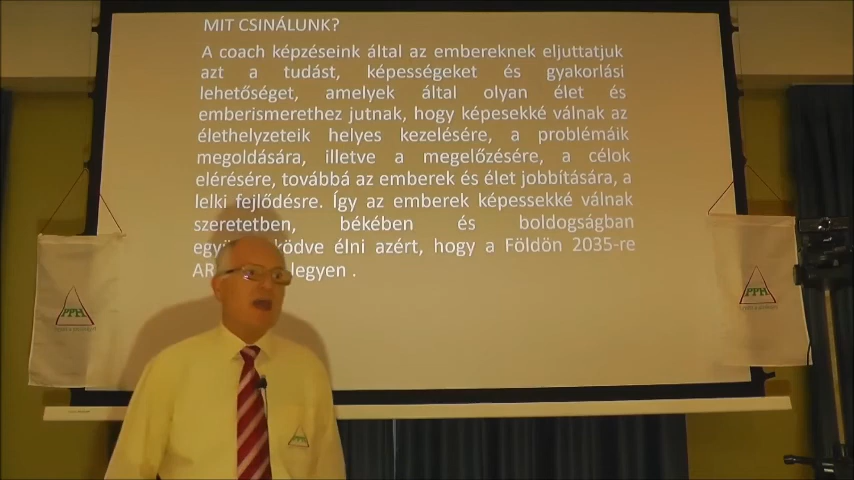 MIT CSINÁLUNK?
A coach képzéseink által az embereknek eljuttatjuk
azt a tudást, képességeket és gyakorlási
lehetőséget, amelyek által olyan élet és
emberismerethez jutnak, hogy képesekké válnak az
élethelyzeteik helyes kezelésére, a problémáik
megoldására, illetve a megelőzésére, a célok
elérésére, továbbá az emberek és élet jobbítására, a
lelki fejlődésre. Így az emberek képessekké válnak
szeretetben, békében és boldogságban
élni azért, hogy a Földön 2035-re
legyen .
PPH
PPH